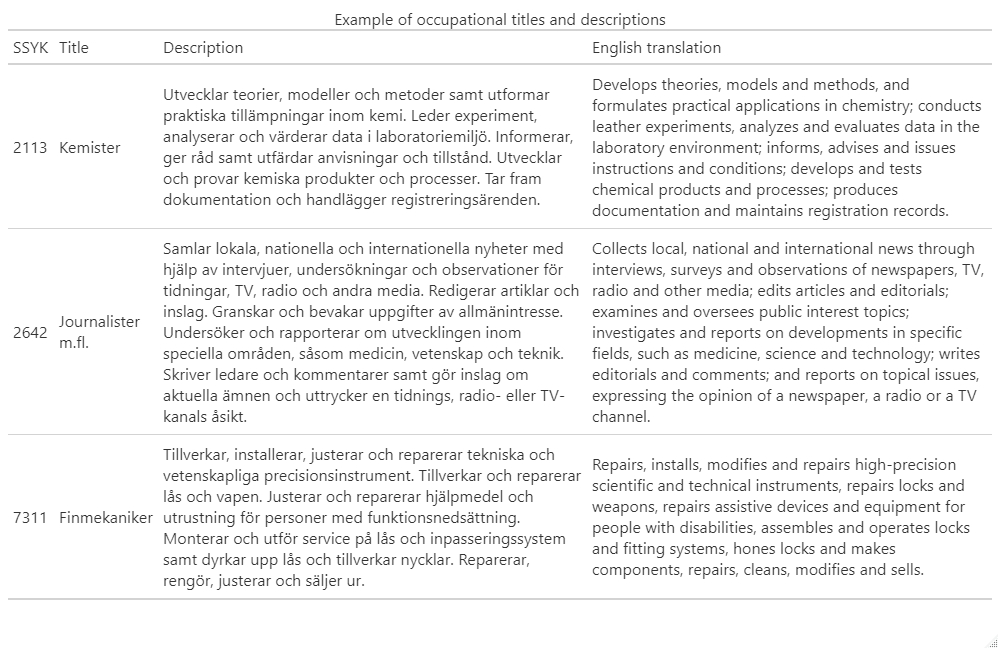 Example of occupational titles and descriptions
SSYK Title Description English translation
2113 Kemister
Utvecklar teorier, modeller och metoder samt utformar
praktiska tillämpningar inom kemi. Leder experiment,
analyserar och värderar data i laboratoriemiljö. Informerar,
ger råd samt utfärdar anvisningar och tillstånd. Utvecklar
och provar kemiska produkter och processer. Tar fram
dokumentation och handlägger registreringsärenden.
Develops theories, models and methods, and
formulates practical applications in chemistry; conducts
leather experiments, analyzes and evaluates data in the
laboratory environment; informs, advises and issues
instructions and conditions; develops and tests
chemical products and processes; produces
documentation and maintains registration records.
2642 Journalister
m.fl.
Samlar lokala, nationella och internationella nyheter med
hjälp av intervjuer, undersökningar och observationer för
tidningar, TV, radio och andra media. Redigerar artiklar och
inslag. Granskar och bevakar uppgifter av allmänintresse.
Undersöker och rapporterar om utvecklingen inom
speciella områden, såsom medicin, vetenskap och teknik.
Skriver ledare och kommentarer samt gör inslag om
aktuella ämnen och uttrycker en tidnings, radio- eller TV-
kanals åsikt.
Collects local, national and international news through
interviews, surveys and observations of newspapers, TV,
radio and other media; edits articles and editorials;
examines and oversees public interest topics;
investigates and reports on developments in specific
fields, such as medicine, science and technology; writes
editorials and comments; and reports on topical issues,
expressing the opinion of a newspaper, a radio or a TV
channel.
7311 Finmekaniker
Tillverkar, installerar, justerar och reparerar tekniska och
vetenskapliga precisionsinstrument. Tillverkar och reparerar
lås och vapen. Justerar och reparerar hjälpmedel och
utrustning för personer med funktionsnedsättning.
Monterar och utför service på lås och inpasseringssystem
samt dyrkar upp lås och tillverkar nycklar. Reparerar,
rengör, justerar och säljer ur.
Repairs, installs, modifies and repairs high-precision
scientific and technical instruments, repairs locks and
weapons, repairs assistive devices and equipment for
people with disabilities, assembles and operates locks
and fitting systems, hones locks and makes
components, repairs, cleans, modifies and sells.